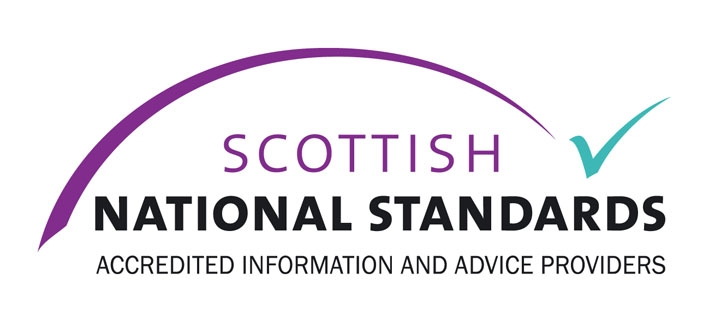 SCOTTISH
NATIONAL STANDARDS
ACCREDITED INFORMATION AND ADVICE PROVIDERS